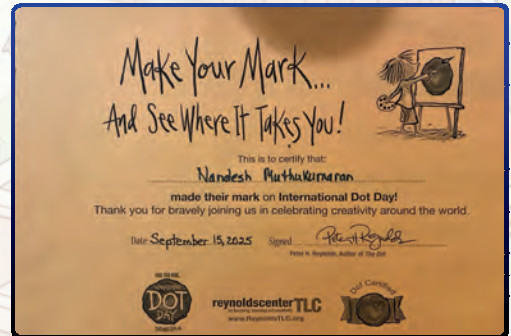 Make Your Mark...
And See Where It Takes You!
This is to certify that:
Nandesh Muthukumaran
made their mark on International Dot Day!
Thank you for bravely joining us in celebrating creativity around the world.
Date September 15, 2025 Signed Peter H Reynolds
Peter H. Reynolds, Author of The Dot
DOT
DAY
reynoldscenterTLC
www.ReynoldsTLC.org
Dot Certified